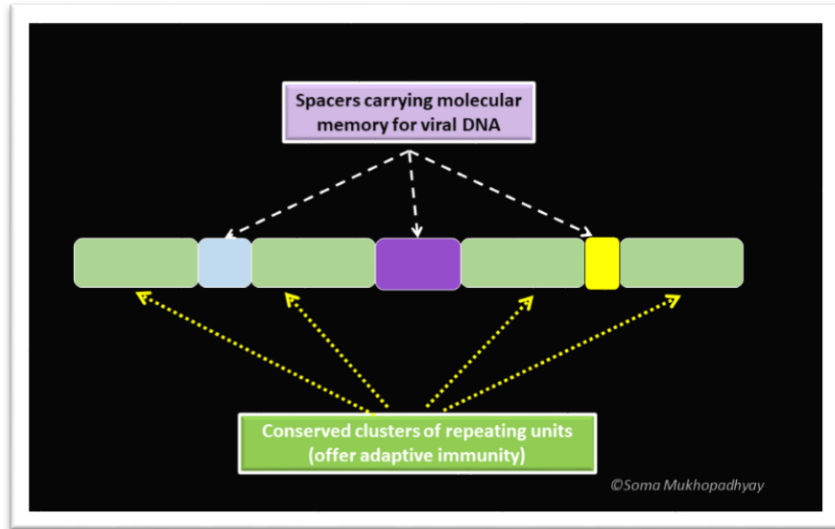 Spacers carrying molecular
memory for viral DNA
Conserved clusters of repeating units
(offer adaptive immunity)
©Soma Mukhopadhyay